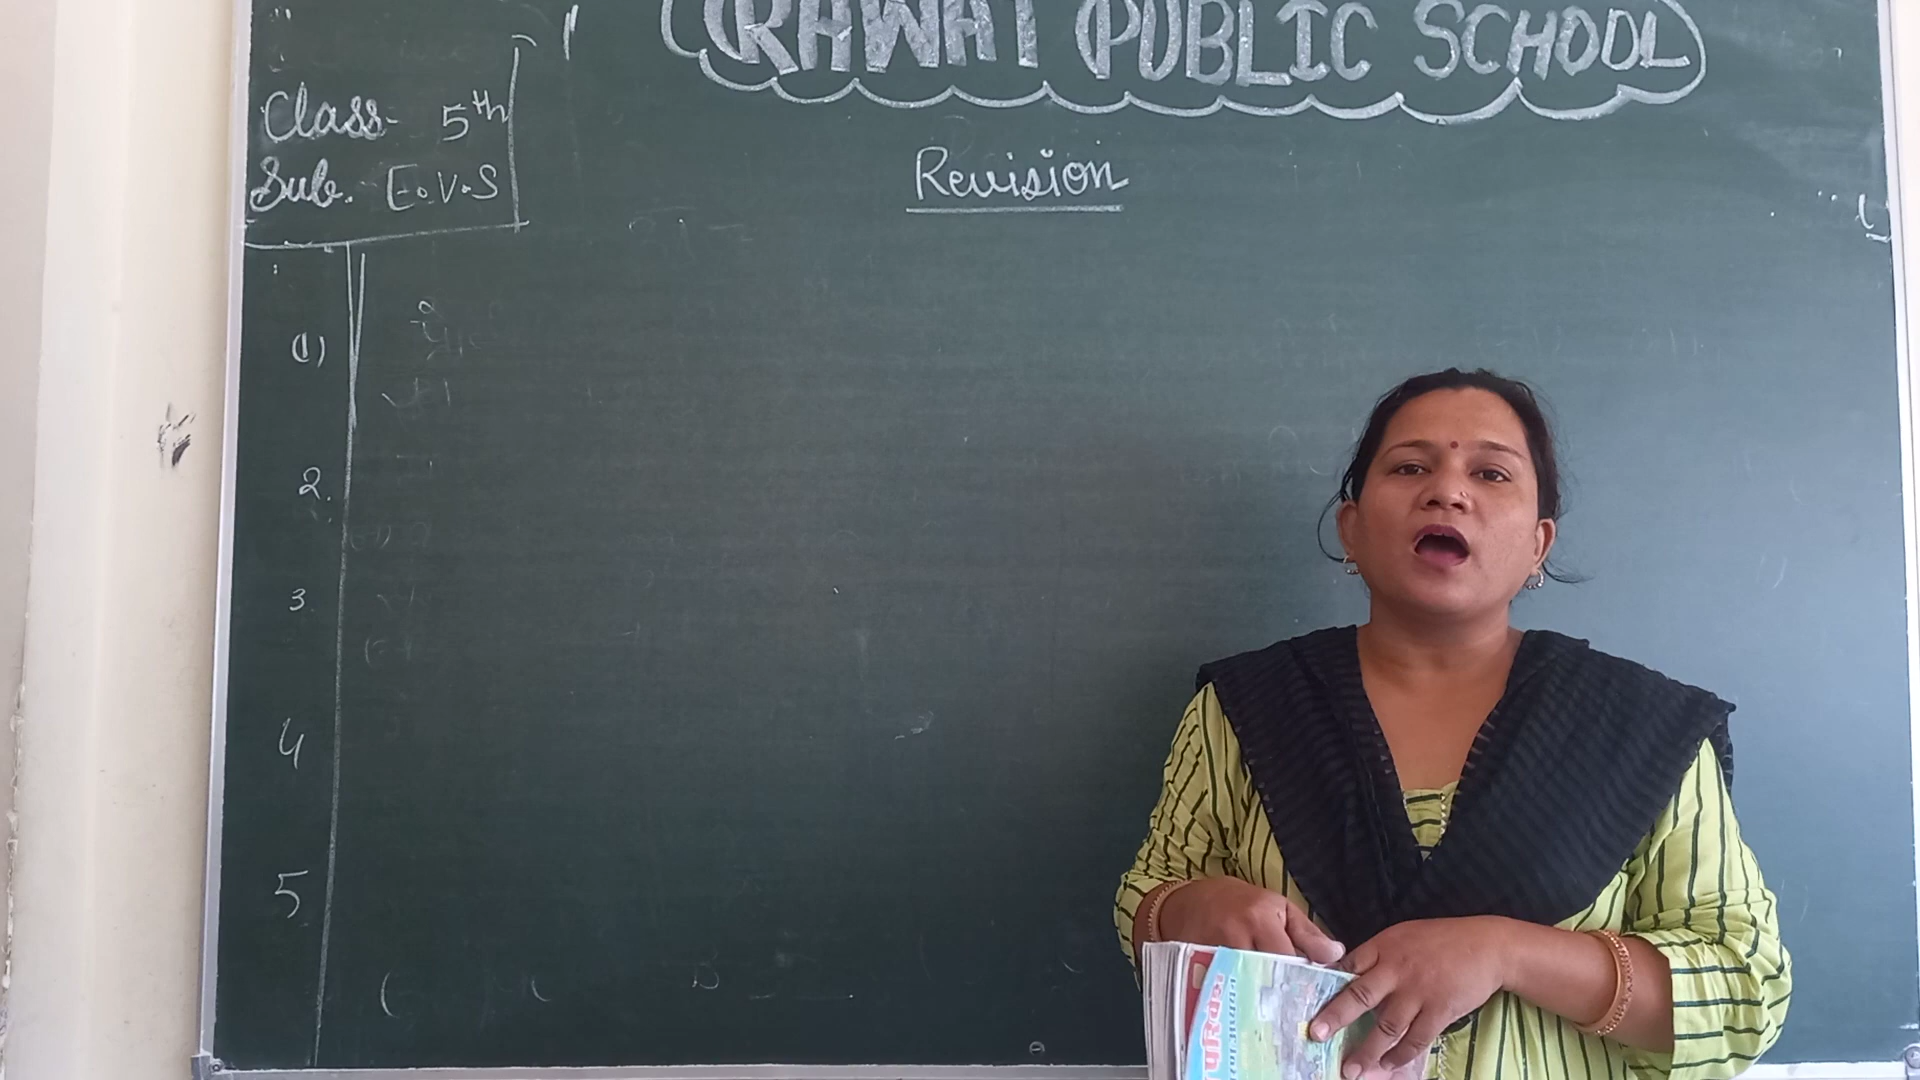 RAWAT PUBLIC SCHOOL
Class- 5th
Sub. E.V.S
Revision
(1)
2.
3.
4
5